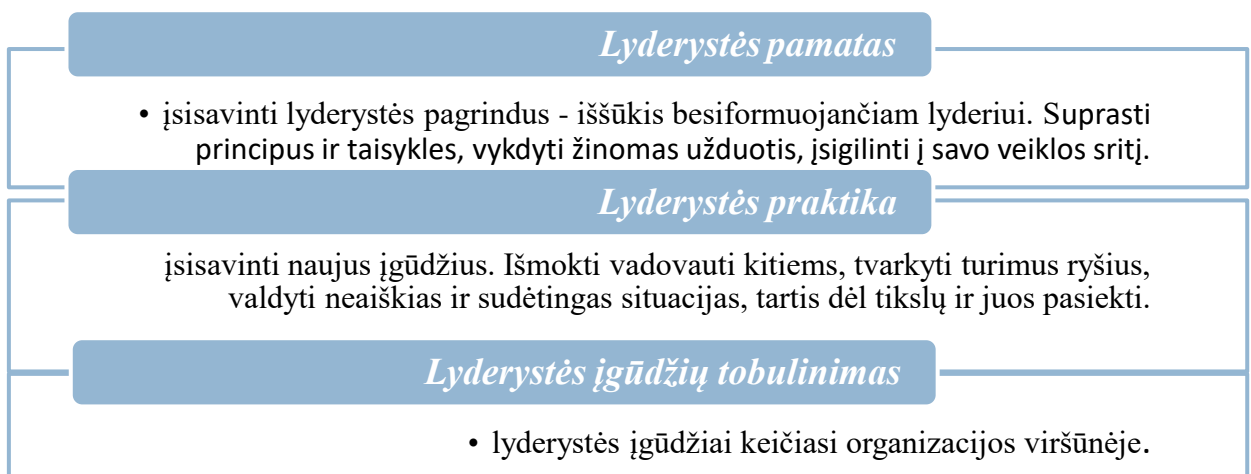 Lyderystės pamatas
• įsisavinti lyderystės pagrindus - iššūkis besiformuojančiam lyderiui. Suprasti
principus ir taisykles, vykdyti žinomas užduotis, įsigilinti į savo veiklos sritį.
Lyderystės praktika
įsisavinti naujus įgūdžius. Išmokti vadovauti kitiems, tvarkyti turimus ryšius,
valdyti neaiškias ir sudėtingas situacijas, tartis dėl tikslų ir juos pasiekti.
Lyderystės įgūdžių tobulinimas
• lyderystės įgūdžiai keičiasi organizacijos viršūnėje.